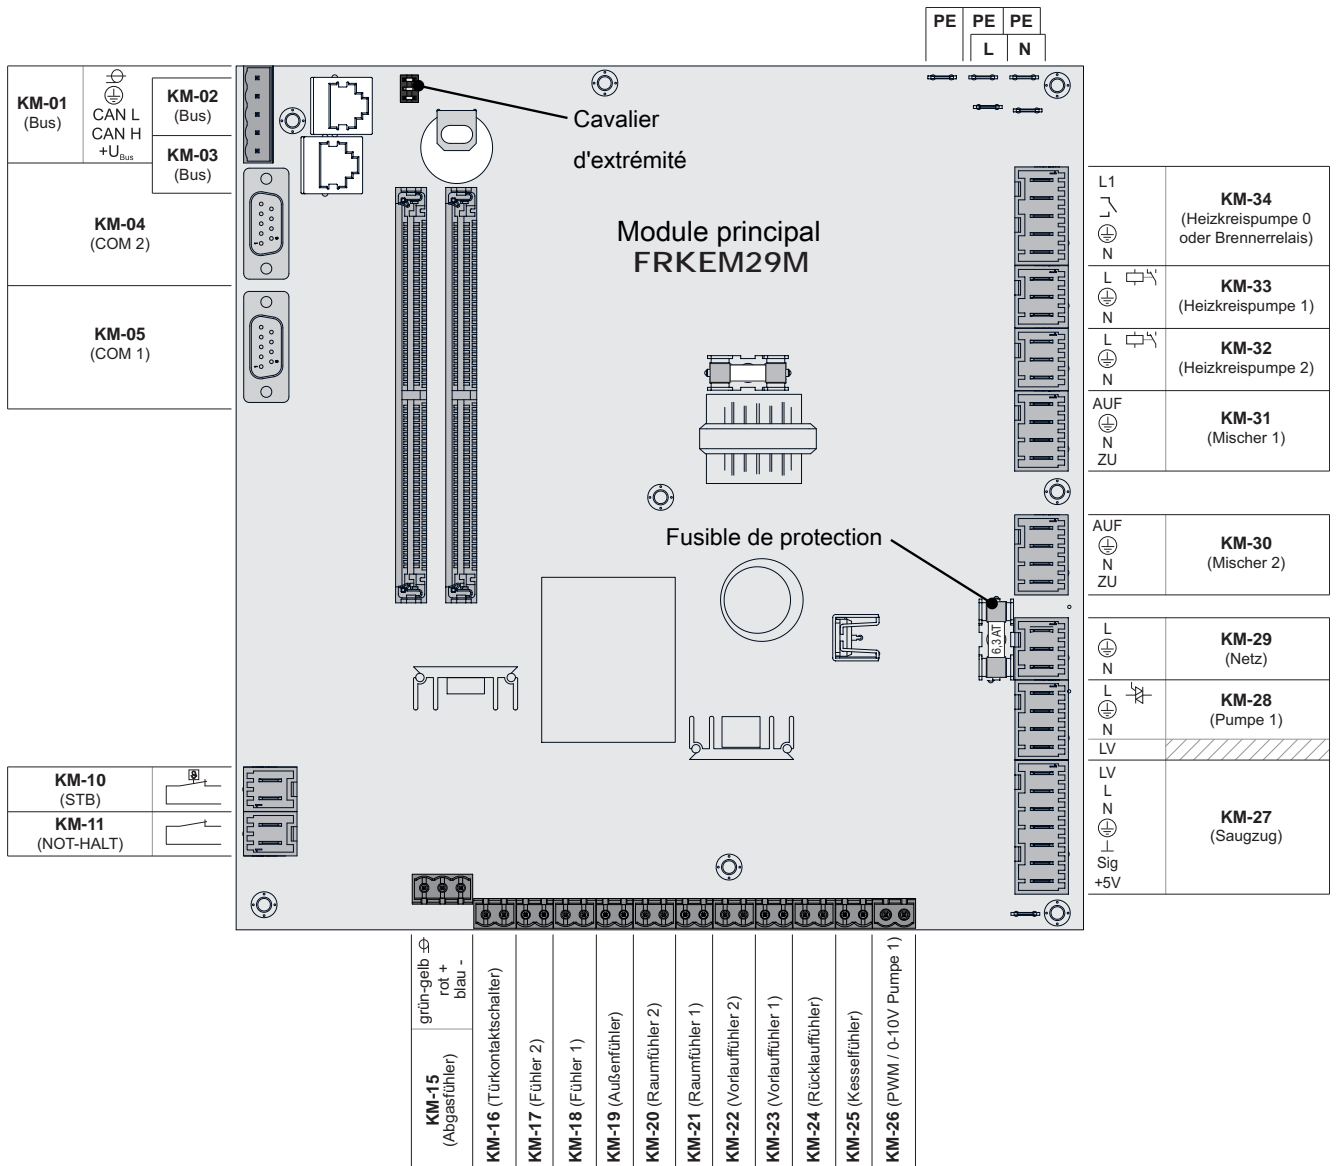 PE PE PE
L N
KM-01
(Bus)
CAN L
CAN H
+U Bus
KM-02
(Bus)
KM-03
(Bus)
KM-04
(COM 2)
KM-05
(COM 1)
Cavalier
d'extrémité
Module principal
FRKEM29M
Fusible de protection
6,3 AT
L1
N
KM-34
(Heizkreispumpe 0
oder Brennerrelais)
L
N
KM-33
(Heizkreispumpe 1)
L
N
KM-32
(Heizkreispumpe 2)
AUF
N
ZU
KM-31
(Mischer 1)
AUF
N
ZU
KM-30
(Mischer 2)
L
N
KM-29
(Netz)
L
N
LV
KM-28
(Pumpe 1)
LV
L
N
Sig
+5V
KM-27
(Saugzug)
KM-10
(STB)
KM-11
(NOT-HALT)
grün-gelb
rot +
blau -
KM-15
(Abgasfühler)
KM-16 (Türkontaktschalter)
KM-17 (Fühler 2)
KM-18 (Fühler 1)
KM-19 (Außenfühler)
KM-20 (Raumfühler 2)
KM-21 (Raumfühler 1)
KM-22 (Vorlauffühler 2)
KM-23 (Vorlauffühler 1)
KM-24 (Rücklauffühler)
KM-25 (Kesselfühler)
KM-26 (PWM / 0-10V Pumpe 1)